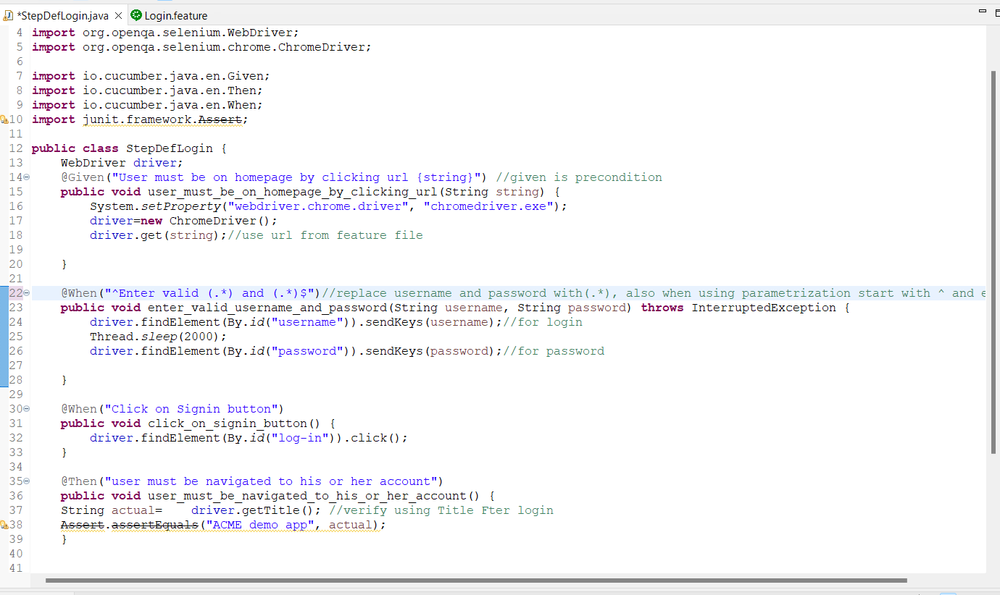 *StepDefLogin.java Login.feature
4 import org.openqa.selenium.WebDriver;
5 import org.openqa.selenium.chrome.ChromeDriver;
6
7 import io.cucumber.java.en.Given;
8 import io.cucumber.java.en.Then;
9 import io.cucumber.java.en.When;
10 import junit.framework.Assert;
11
12 public class StepDefLogin {
13     WebDriver driver;
14     @Given("User must be on homepage by clicking url {string}") //given is precondition
15     public void user_must_be_on_homepage_by_clicking_url(String string) {
16         System.setProperty("webdriver.chrome.driver", "chromedriver.exe");
17         driver=new ChromeDriver();
18         driver.get(string);//use url from feature file
19
20     }
21
22     @When("^Enter valid (.*) and (.*)$")//replace username and password with(.*), also when using parametrization start with ^ and e
23     public void enter_valid_username_and_password(String username, String password) throws InterruptedException {
24         driver.findElement(By.id("username")).sendKeys(username);//for login
25         Thread.sleep(2000);
26         driver.findElement(By.id("password")).sendKeys(password);//for password
27
28     }
29
30     @When("Click on Signin button")
31     public void click_on_signin_button() {
32         driver.findElement(By.id("log-in")).click();
33     }
34
35     @Then("user must be navigated to his or her account")
36     public void user_must_be_navigated_to_his_or_her_account() {
37     String actual=    driver.getTitle(); //verify using Title Fter login
38     Assert.assertEquals("ACME demo app", actual);
39     }
40
41